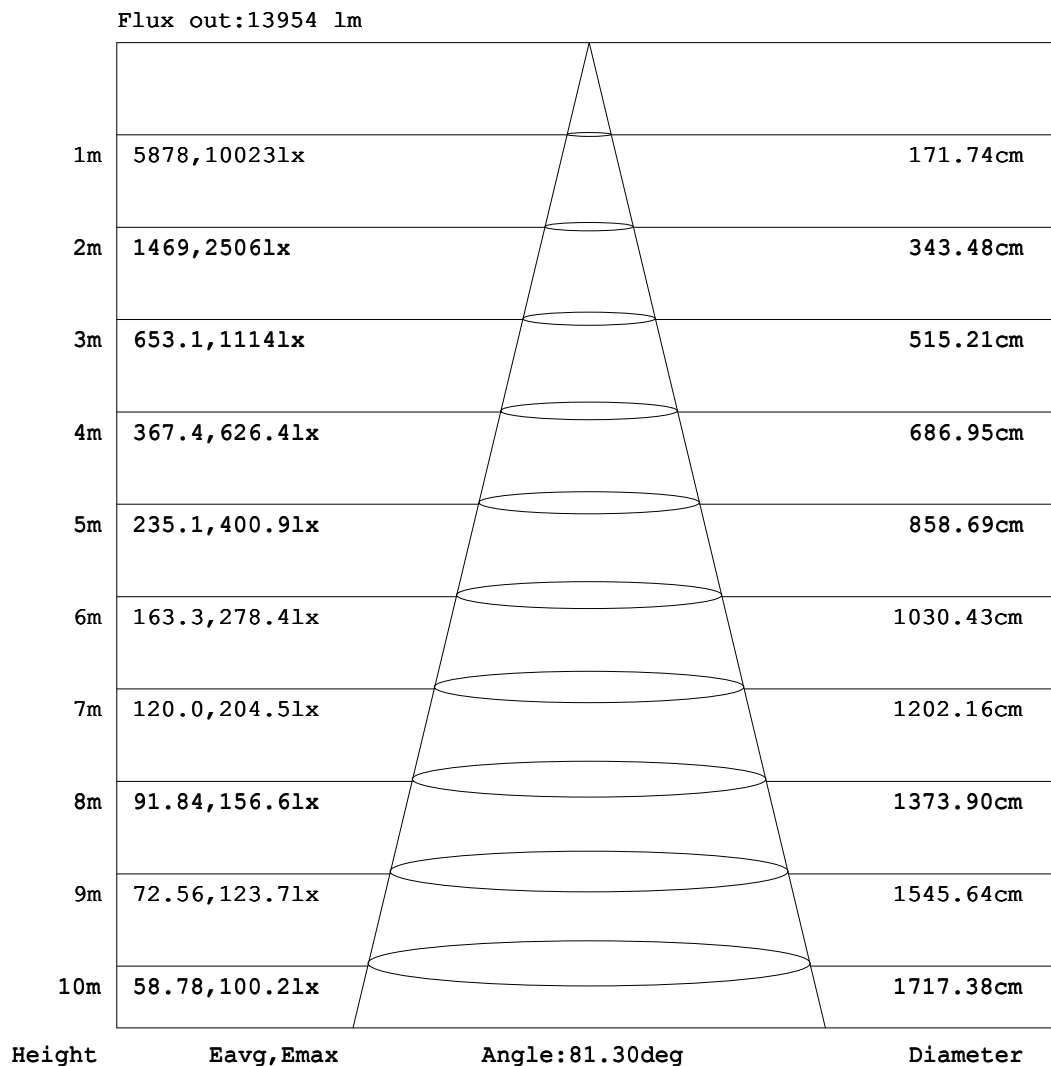 Flux out:13954 lm
1m 5878,10023lx 171.74cm
2m 1469,2506lx 343.48cm
3m 653.1,1114lx 515.21cm
4m 367.4,626.4lx 686.95cm
5m 235.1,400.9lx 858.69cm
6m 163.3,278.4lx 1030.43cm
7m 120.0,204.5lx 1202.16cm
8m 91.84,156.6lx 1373.90cm
9m 72.56,123.7lx 1545.64cm
10m 58.78,100.2lx 1717.38cm
Height Eavg,Emax Angle:81.30deg Diameter